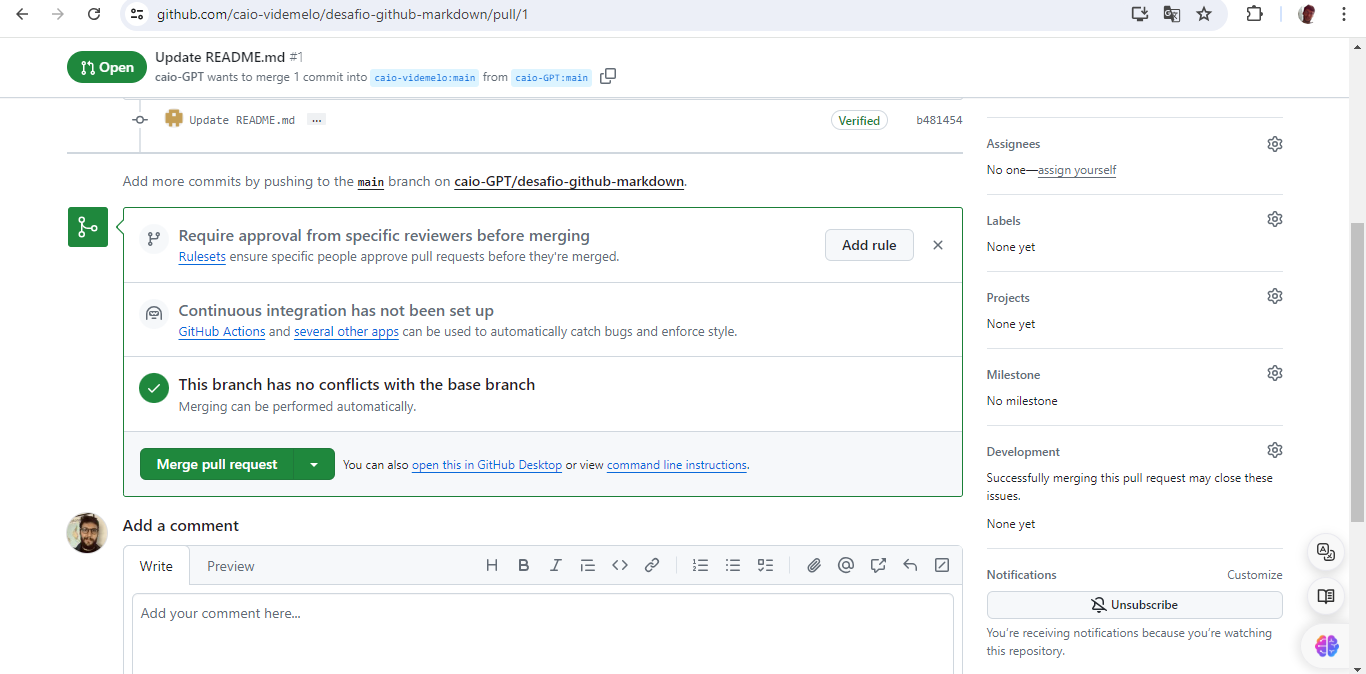 github.com/caio-videmelo/desafio-github-markdown/pull/1
Open
Update README.md #1
caio-GPT wants to merge 1 commit into caio-videmelo:main from caio-GPT:main
Update README.md ... Verified b481454
Add more commits by pushing to the main branch on caio-GPT/desafio-github-markdown.
Require approval from specific reviewers before merging
Rulesets ensure specific people approve pull requests before they're merged.
Add rule
Continuous integration has not been set up
GitHub Actions and several other apps can be used to automatically catch bugs and enforce style.
This branch has no conflicts with the base branch
Merging can be performed automatically.
Merge pull request
You can also open this in GitHub Desktop or view command line instructions.
Add a comment
Write Preview
Add your comment here...
Assignees
No one—assign yourself
Labels
None yet
Projects
None yet
Milestone
No milestone
Development
Successfully merging this pull request may close these
issues.
None yet
Notifications Customize
Unsubscribe
You're receiving notifications because you're watching
this repository.